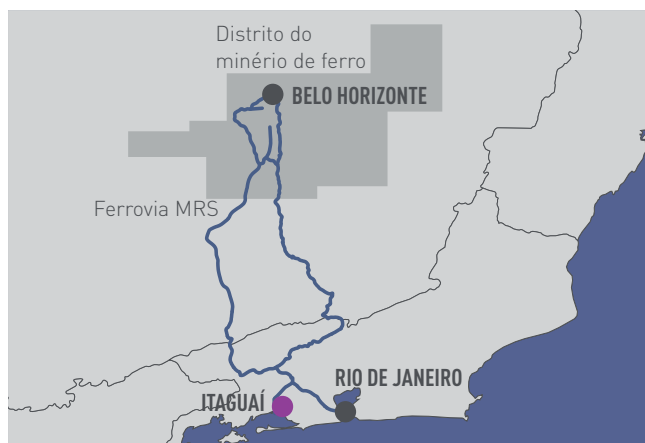 Distrito do
minério de ferro
BELO HORIZONTE
Ferrovia MRS
RIO DE JANEIRO
ITAGUAÍ